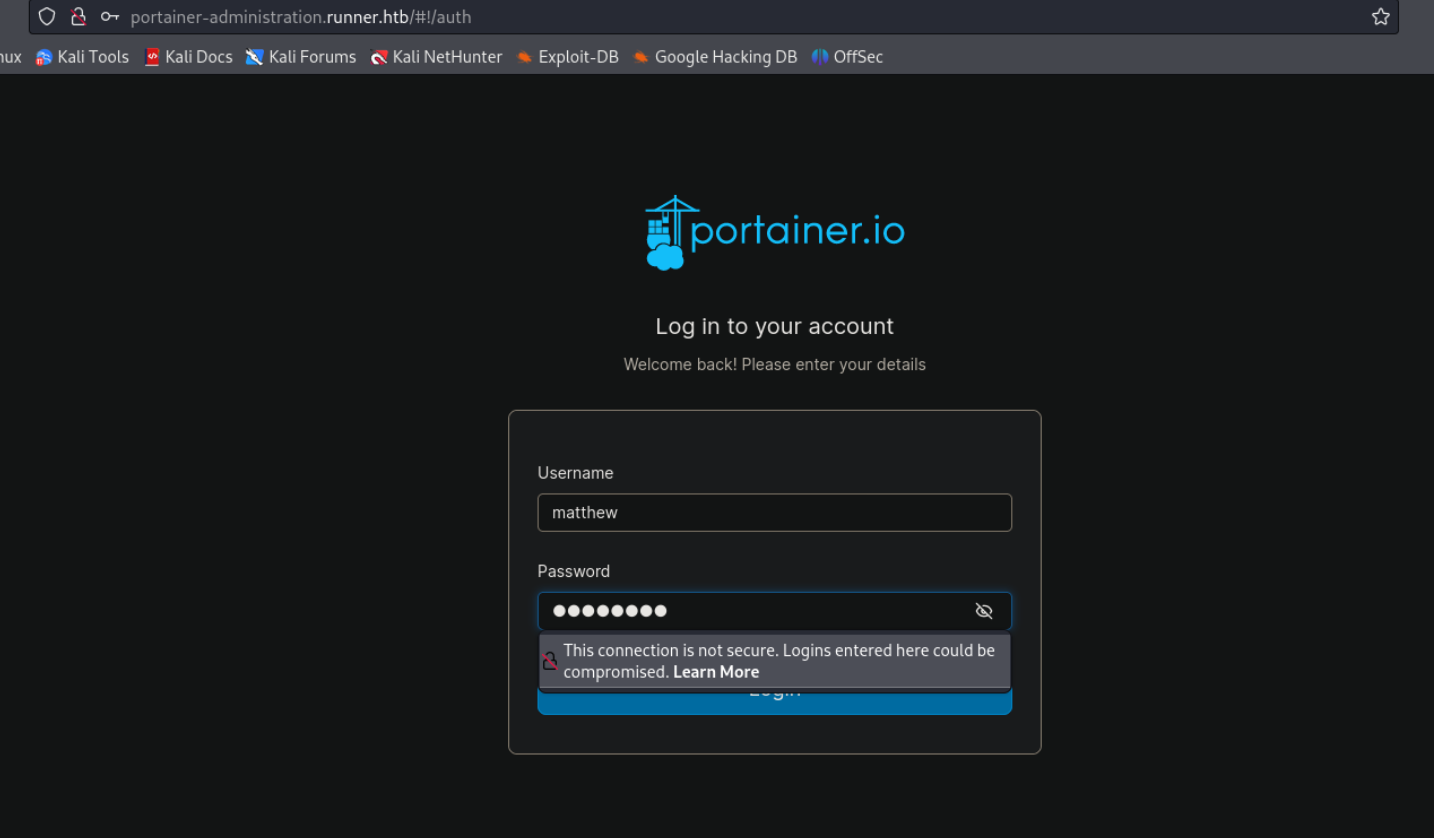 portainer-administration.runner.htb/#!/auth
nux Kali Tools Kali Docs Kali Forums Kali NetHunter Exploit-DB Google Hacking DB OffSec
portainer.io
Log in to your account
Welcome back! Please enter your details
Username
matthew
Password
This connection is not secure. Logins entered here could be
compromised. Learn More
Login